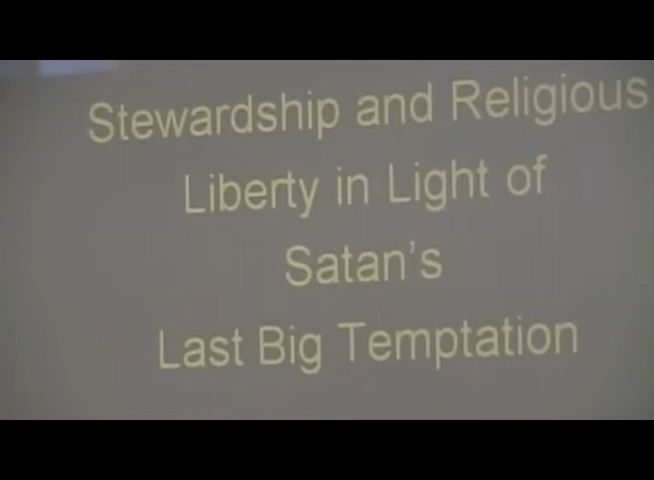 Stewardship and Religious
Liberty in Light of
Satan's
Last Big Temptation